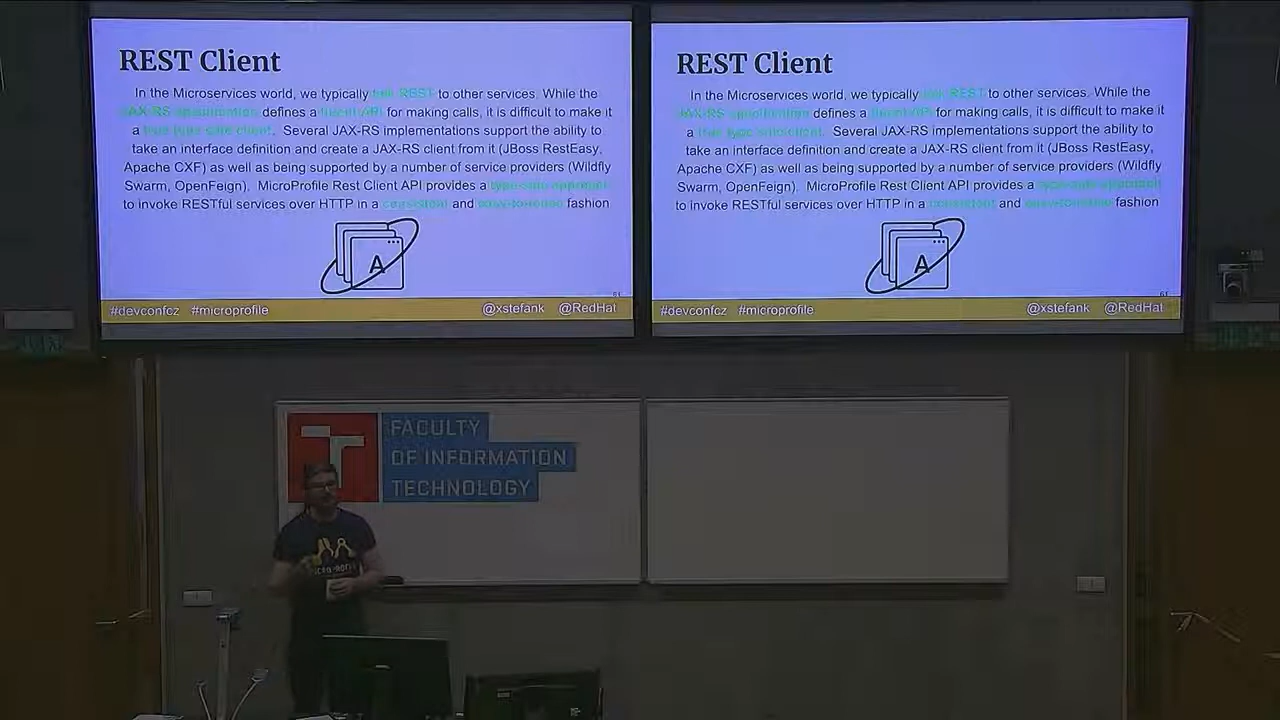 REST Client
In the Microservices world, we typically talk REST to other services. While the
JAX-RS specification defines a fluent API for making calls, it is difficult to make it
a true type safe client. Several JAX-RS implementations support the ability to
take an interface definition and create a JAX-RS client from it (JBoss RestEasy,
Apache CXF) as well as being supported by a number of service providers (Wildfly
Swarm, OpenFeign). MicroProfile Rest Client API provides a type-safe approach
to invoke RESTful services over HTTP in a consistent and easy-to-reuse fashion
A
61
#devconfcz #microprofile @xstefank @RedHat
REST Client
In the Microservices world, we typically talk REST to other services. While the
JAX-RS specification defines a fluent API for making calls, it is difficult to make it
a true type safe client. Several JAX-RS implementations support the ability to
take an interface definition and create a JAX-RS client from it (JBoss RestEasy,
Apache CXF) as well as being supported by a number of service providers (Wildfly
Swarm, OpenFeign). MicroProfile Rest Client API provides a type-safe approach
to invoke RESTful services over HTTP in a consistent and easy-to-reuse fashion
A
61
#devconfcz #microprofile @xstefank @RedHat
FACULTY
OF INFORMATION
TECHNOLOGY